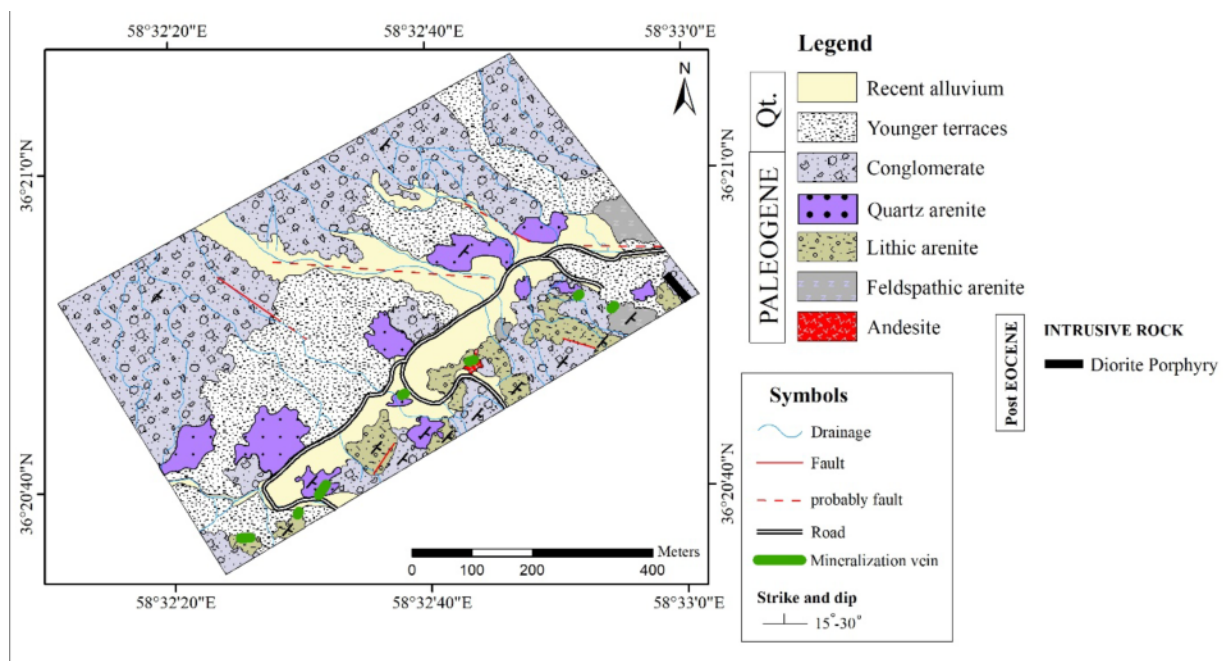 58°32'20"E
58°32'40"E
58°33'0"E
N
36°21'0"N
36°20'40"N
36°21'0"N
36°20'40"N
Meters
0 100 200 400
58°32'20"E
58°32'40"E
58°33'0"E
Legend
Qt.
Recent alluvium
Younger terraces
PALEOGENE
Conglomerate
Quartz arenite
Lithic arenite
Feldspathic arenite
Andesite
Post EOCENE
INTRUSIVE ROCK
Diorite Porphyry
Symbols
Drainage
Fault
probably fault
Road
Mineralization vein
Strike and dip
15°-30°